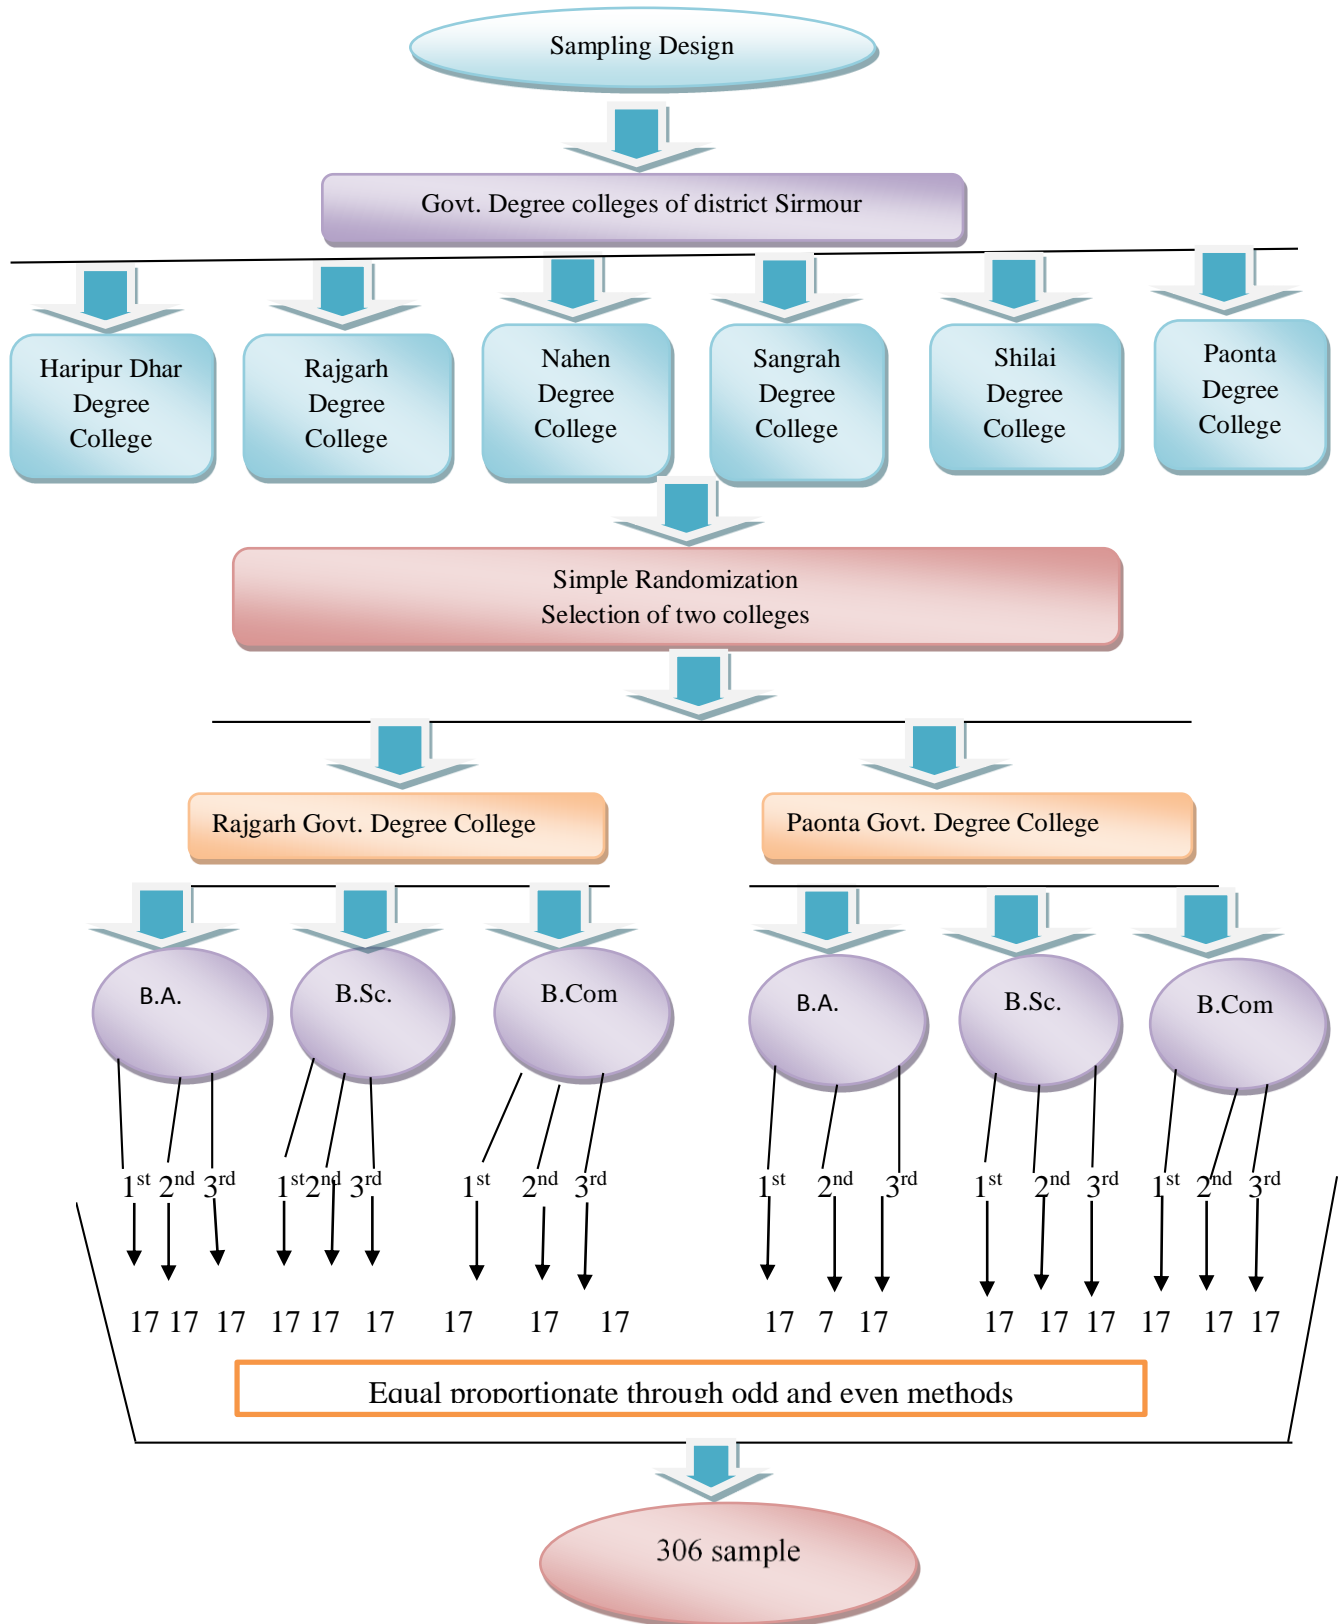 Sampling Design
Govt. Degree colleges of district Sirmour
Haripur Dhar
Degree
College
Rajgarh
Degree
College
Nahen
Degree
College
Sangrah
Degree
College
Shilai
Degree
College
Paonta
Degree
College
Simple Randomization
Selection of two colleges
Rajgarh Govt. Degree College
Paonta Govt. Degree College
B.A.
B.Sc.
B.Com
B.A.
B.Sc.
B.Com
1st 2nd 3rd 1st 2nd 3rd 1st 2nd 3rd 1st 2nd 3rd 1st 2nd 3rd 1st 2nd 3rd
17 17 17 17 17 17 17 17 17 17 7 17 17 17 17 17 17 17
Equal proportionate through odd and even methods
306 sample